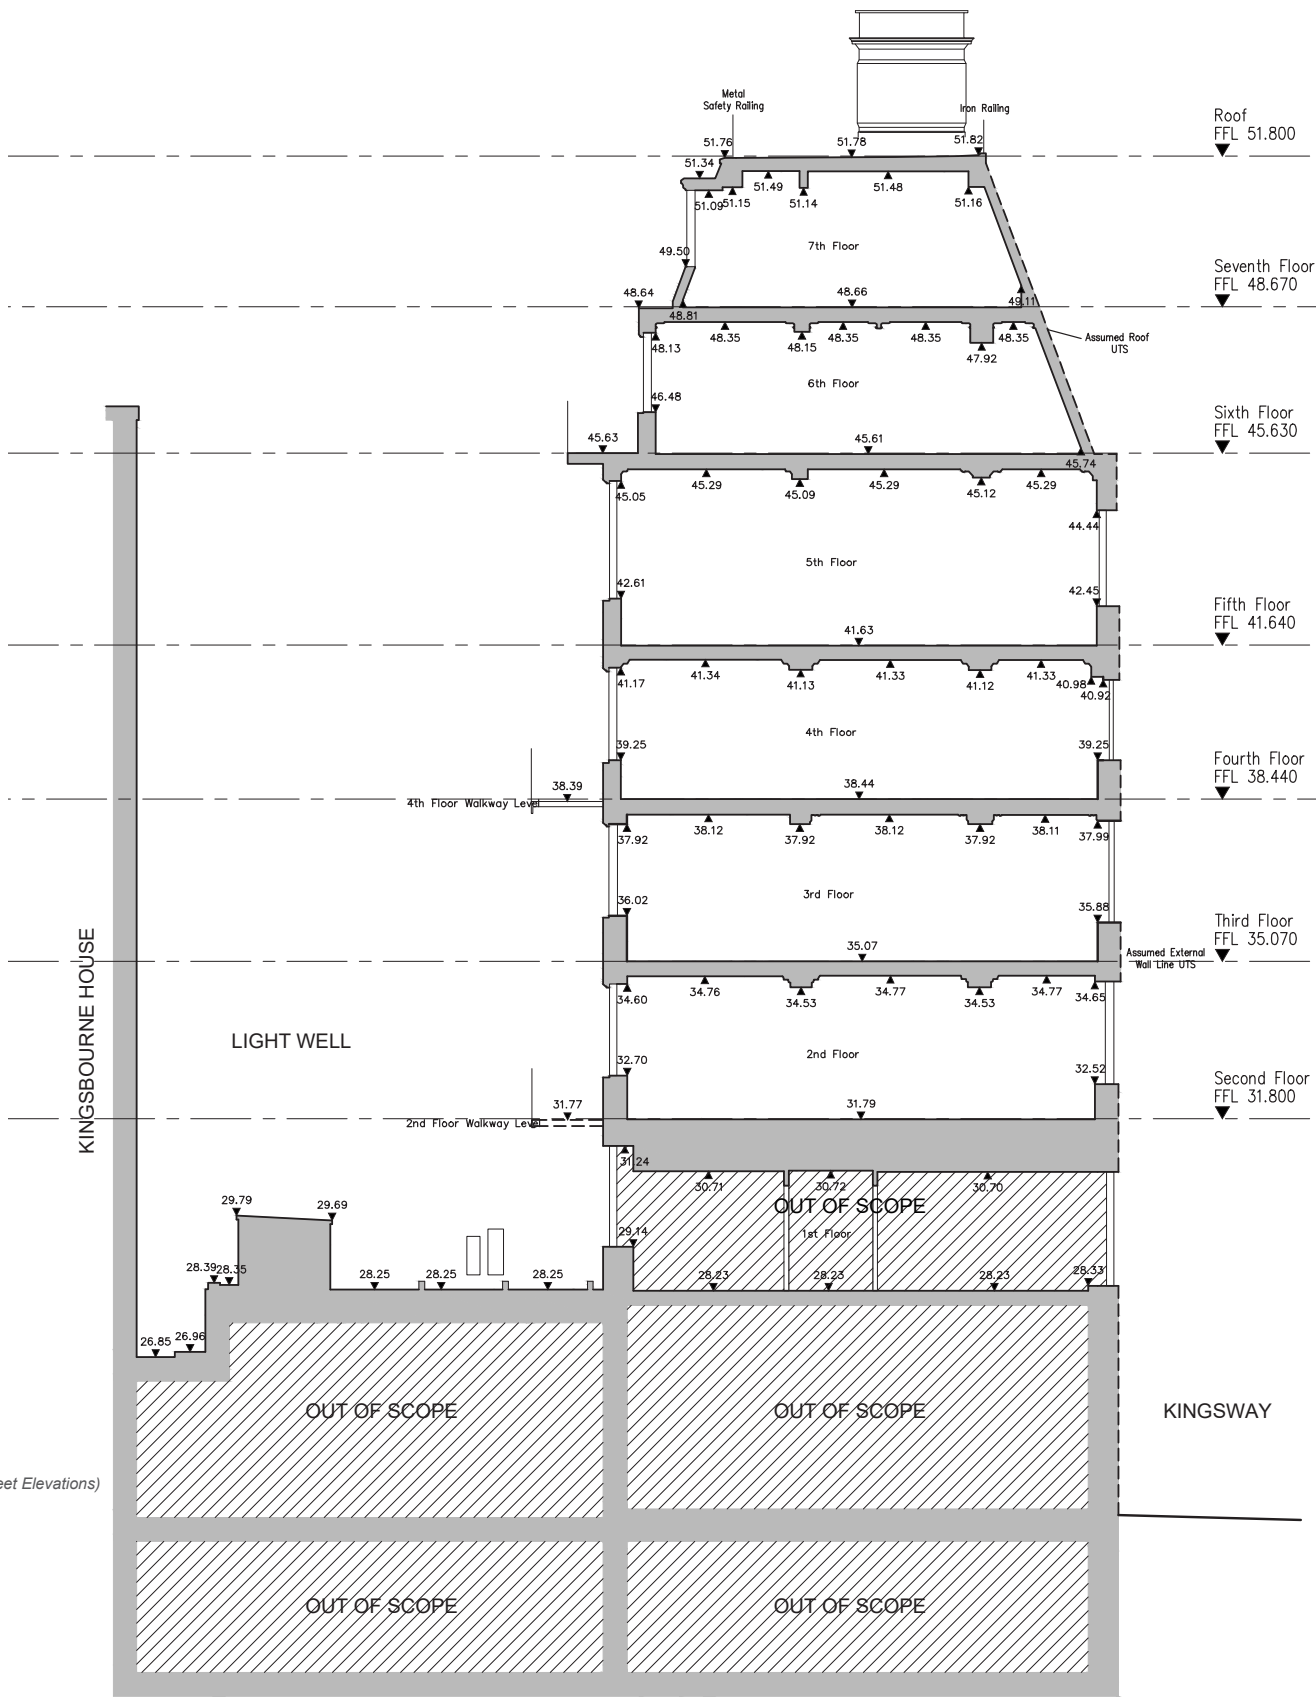 Metal
Safety Railing
Iron Railing
Roof
FFL 51.800
51.76
51.78
51.82
51.34
51.49
51.48
51.09
51.15
51.14
51.16
7th Floor
49.50
Seventh Floor
FFL 48.670
48.64
48.66
49.11
48.81
48.13
48.35
48.15
48.35
48.35
47.92
48.35
Assumed Roof
UTS
6th Floor
46.48
Sixth Floor
FFL 45.630
45.63
45.61
45.74
45.05
45.29
45.09
45.29
45.12
45.29
44.44
5th Floor
42.61
42.45
Fifth Floor
FFL 41.640
41.63
41.17
41.34
41.13
41.33
41.12
41.33
40.98
40.92
4th Floor
39.25
39.25
Fourth Floor
FFL 38.440
38.39
38.44
4th Floor Walkway Level
37.92
38.12
37.92
38.12
37.92
38.11
37.99
3rd Floor
36.02
35.88
Third Floor
FFL 35.070
35.07
Assumed External
Wall Line UTS
34.60
34.76
34.53
34.77
34.53
34.77
34.65
KINGSBOURNE HOUSE
LIGHT WELL
2nd Floor
32.70
32.52
Second Floor
FFL 31.800
31.77
31.79
2nd Floor Walkway Level
31.24
30.71
30.72
30.70
OUT OF SCOPE
1st Floor
29.79
29.69
29.14
28.39
28.35
28.25
28.25
28.25
28.23
28.23
28.23
28.33
26.85
26.96
OUT OF SCOPE
OUT OF SCOPE
KINGSWAY
eet Elevations)
OUT OF SCOPE
OUT OF SCOPE